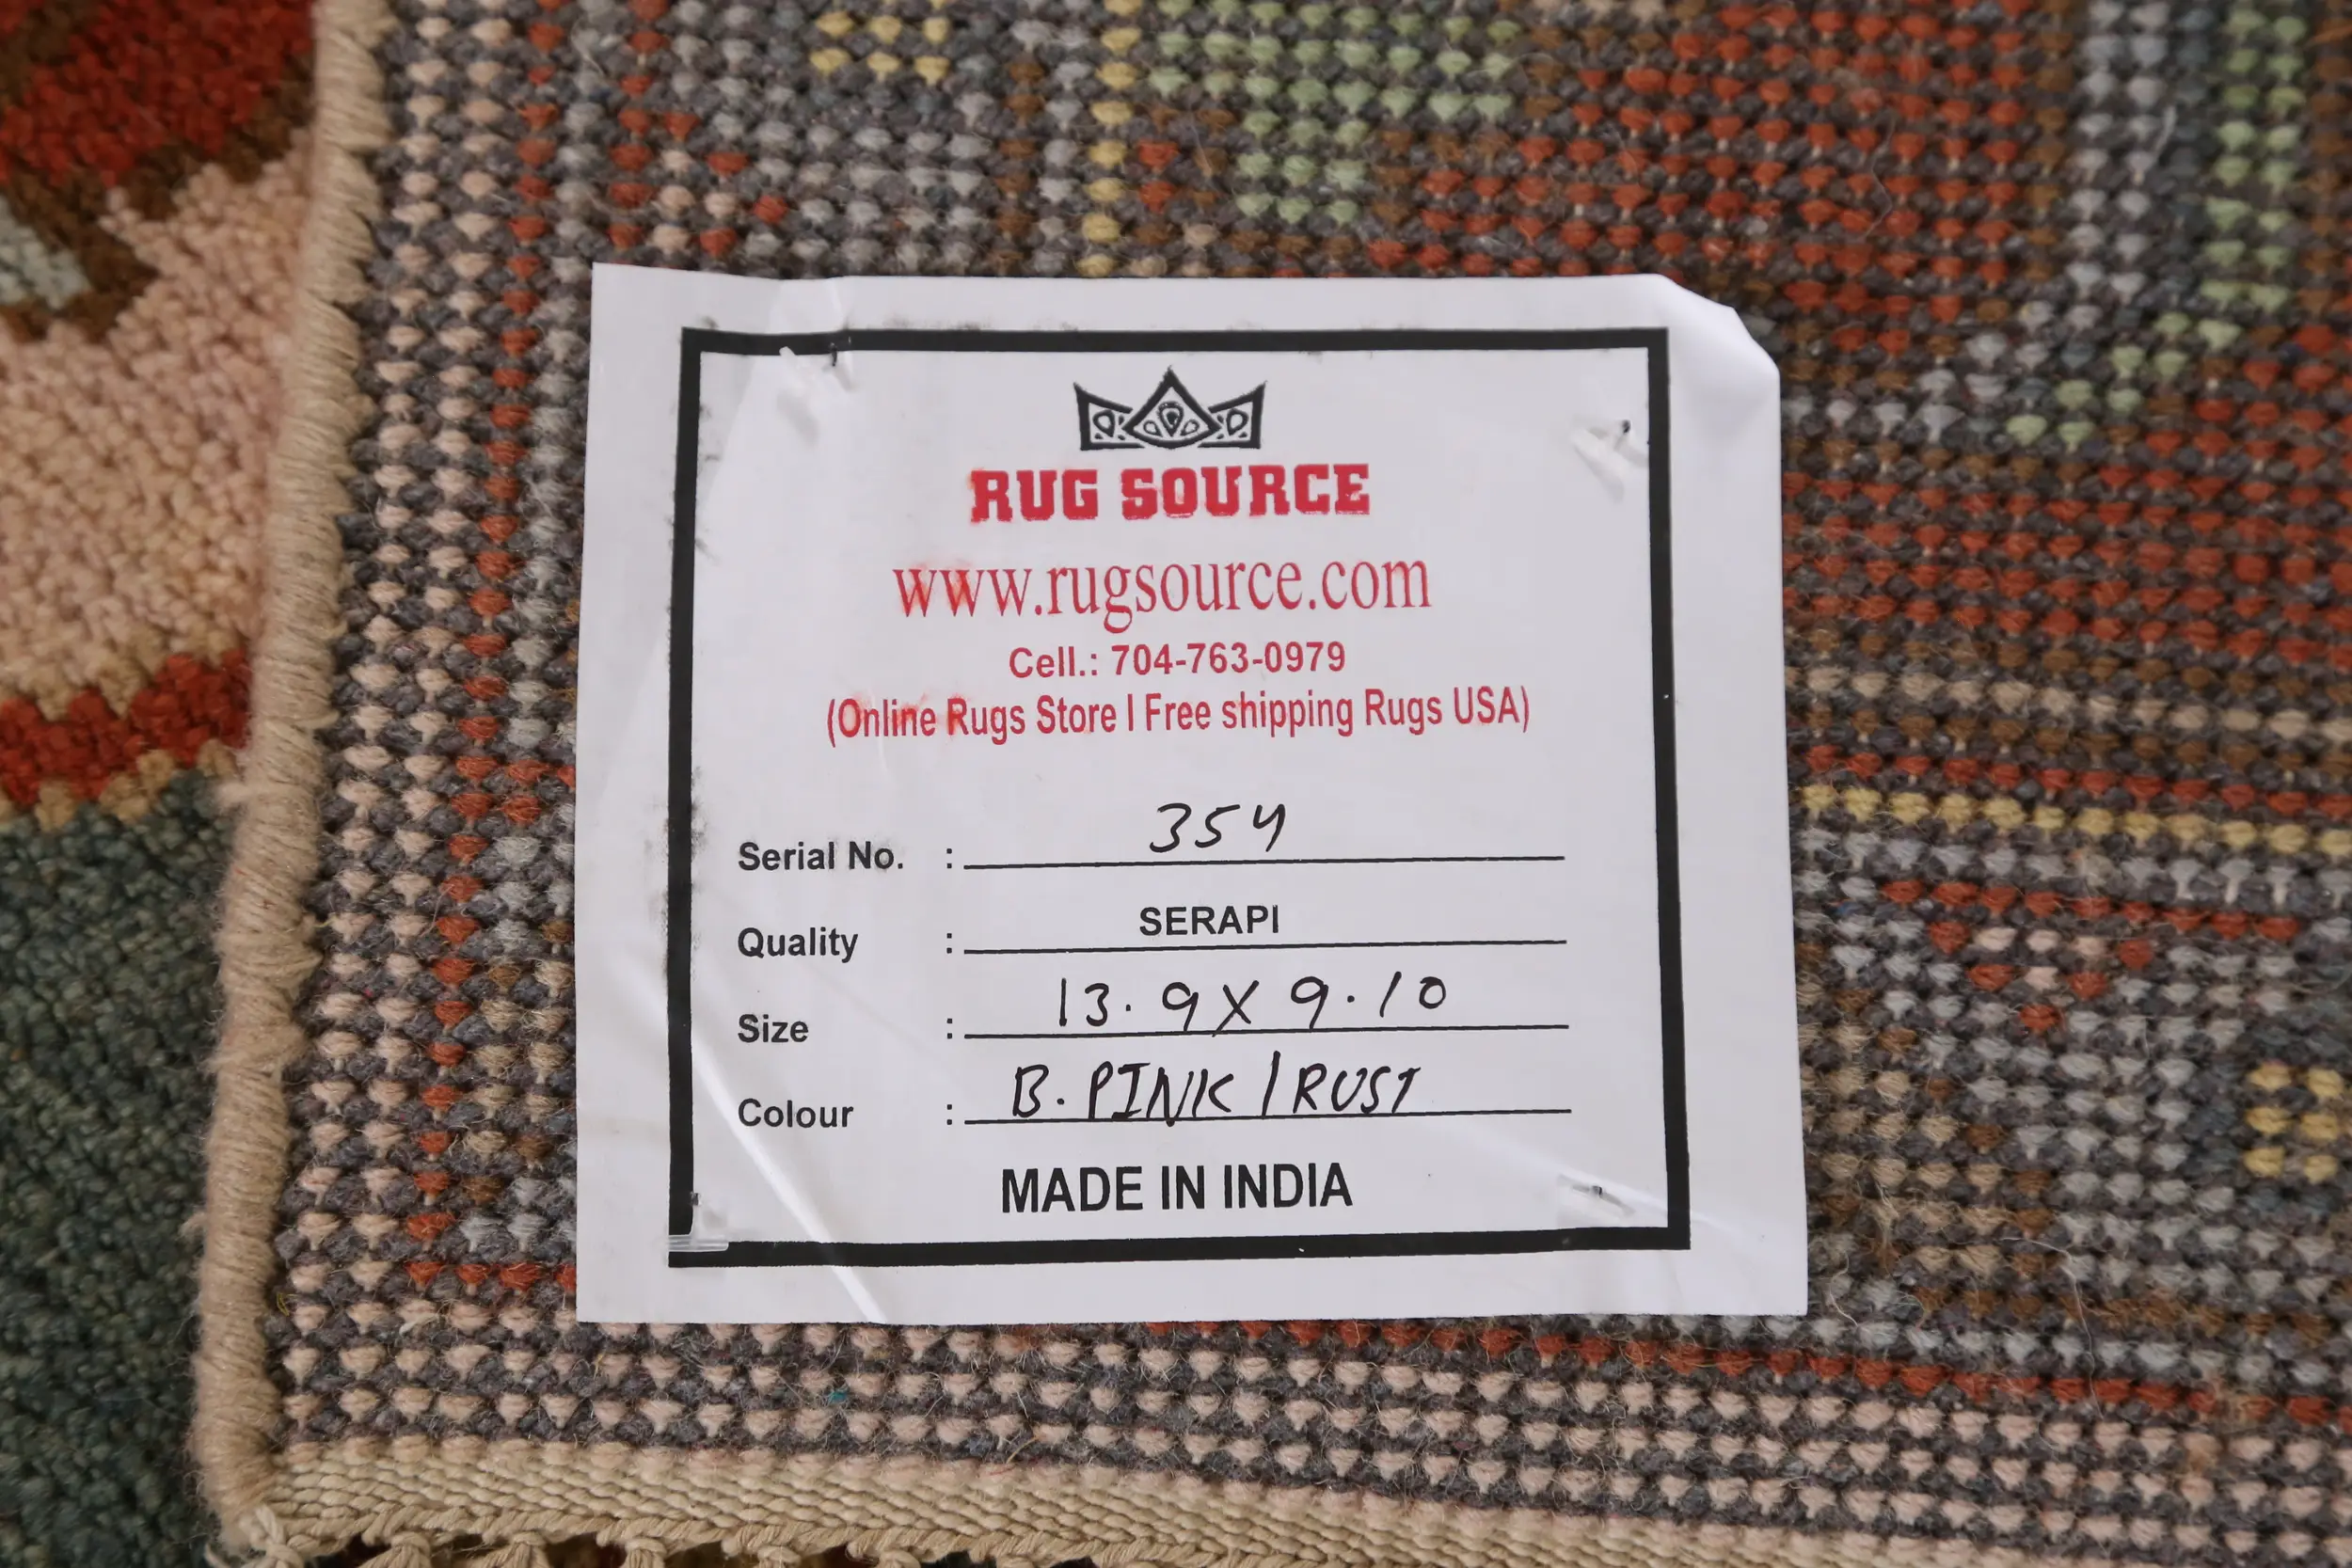 RUG SOURCE
www.rugsource.com
Cell.: 704-763-0979
(Online Rugs Store I Free shipping Rugs USA)
Serial No. : 354
Quality : SERAPI
Size : 13.9X9.10
Colour : B.PINK/RUST
MADE IN INDIA